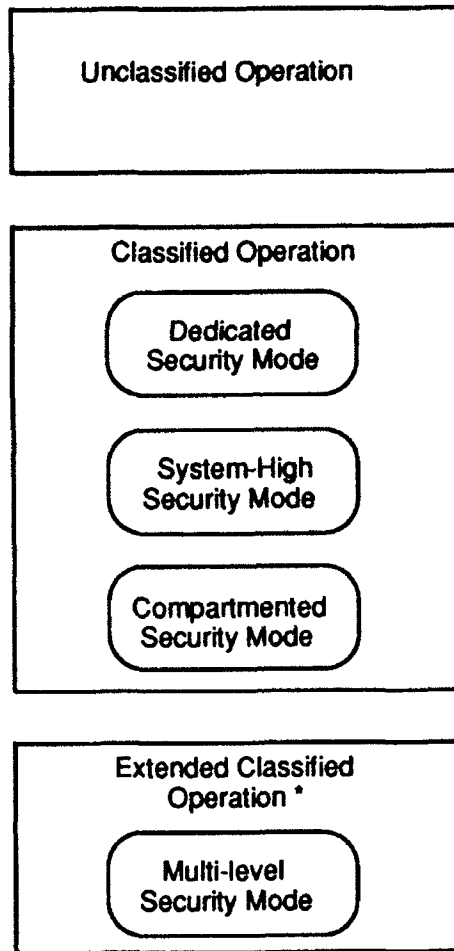 Unclassified Operation
Classified Operation
Dedicated
Security Mode
System-High
Security Mode
Compartmented
Security Mode
Extended Classified
Operation *
Multi-level
Security Mode